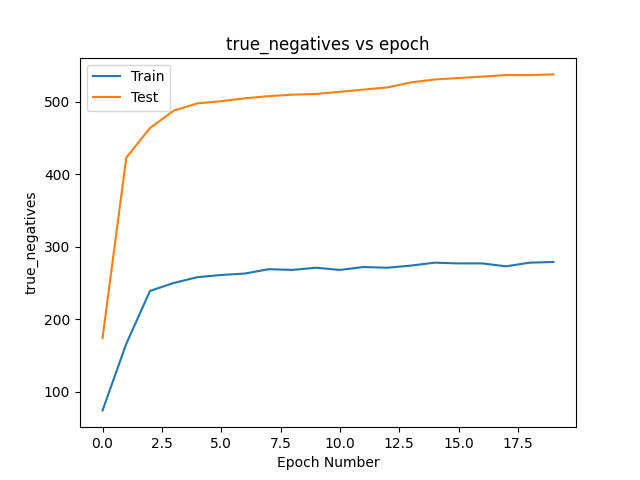 true_negatives vs epoch
Train
Test
500
400
300
200
100
true_negatives
0.0 2.5 5.0 7.5 10.0 12.5 15.0 17.5
Epoch Number